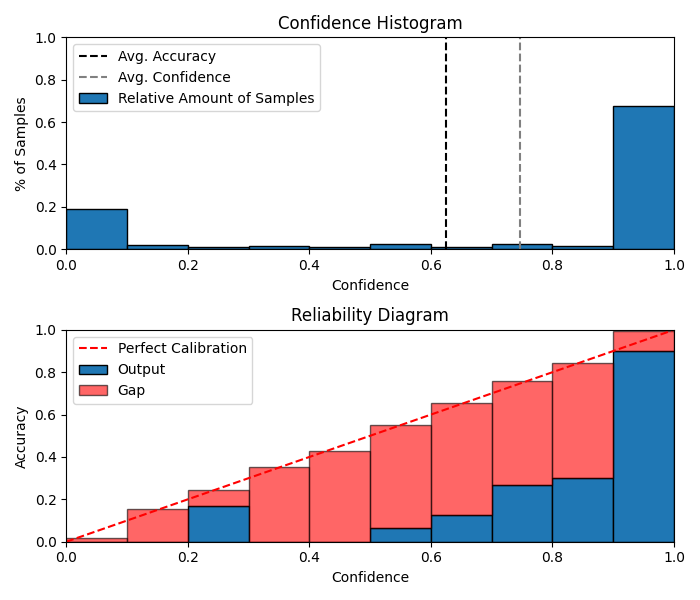 Confidence Histogram
1.0
0.8
0.6
0.4
0.2
0.0
% of Samples
Avg. Accuracy
Avg. Confidence
Relative Amount of Samples
0.0 0.2 0.4 0.6 0.8 1.0
Confidence
Reliability Diagram
1.0
0.8
0.6
0.4
0.2
0.0
Accuracy
Perfect Calibration
Output
Gap
0.0 0.2 0.4 0.6 0.8 1.0
Confidence